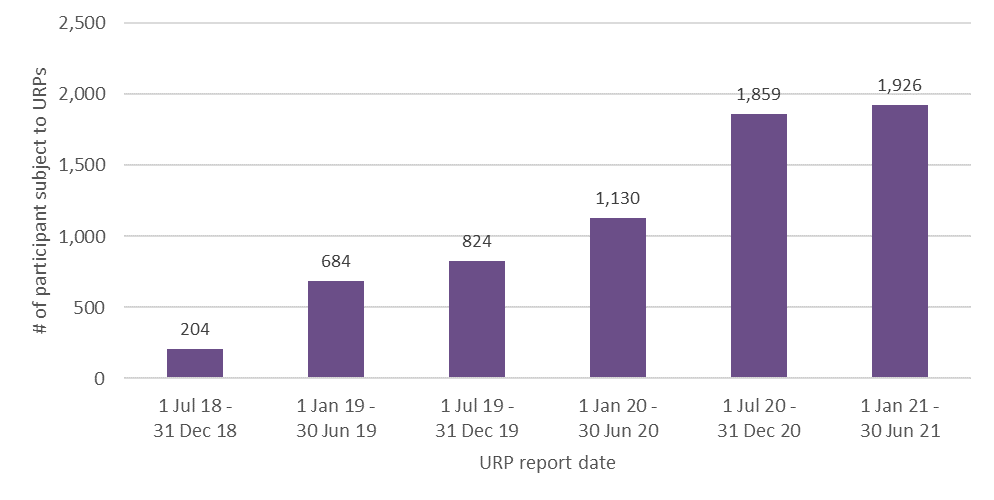 # of participant subject to URPs
2,500
2,000
1,500
1,000
500
0
204
684
824
1,130
1,859
1,926
1 Jul 18 -
31 Dec 18
1 Jan 19 -
30 Jun 19
1 Jul 19 -
31 Dec 19
1 Jan 20 -
30 Jun 20
1 Jul 20 -
31 Dec 20
1 Jan 21 -
30 Jun 21
URP report date